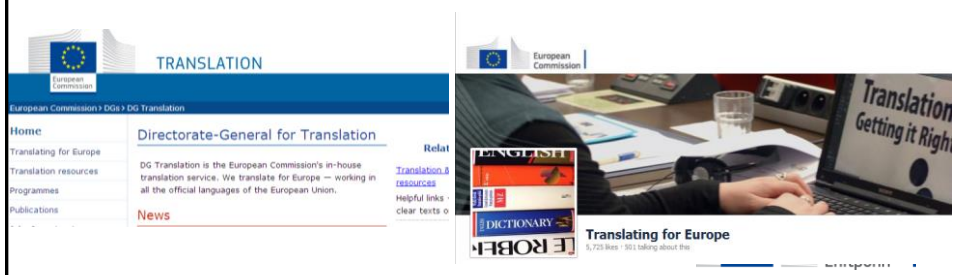 European
Commission
TRANSLATION
European Commission > DGs > DG Translation
Home
Translating for Europe
Translation resources
Programmes
Publications
Directorate-General for Translation
DG Translation is the European Commission's in-house
translation service. We translate for Europe — working in
all the official languages of the European Union.
News
Relat
Translation &
resources
Helpful links
clear texts o
European
Commission
Translation
Getting it Right
ENGLISH
DICTIONARY
LE ROBER
Translating for Europe
5,725 likes · 501 talking about this